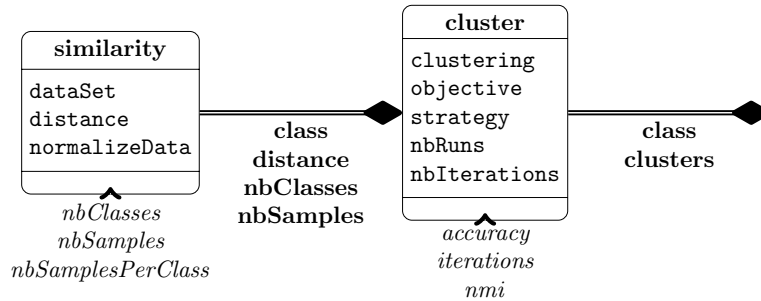 similarity
dataSet
distance
normalizeData
nbClasses
nbSamples
nbSamplesPerClass
class
distance
nbClasses
nbSamples
cluster
clustering
objective
strategy
nbRuns
nbIterations
accuracy
iterations
nmi
class
clusters